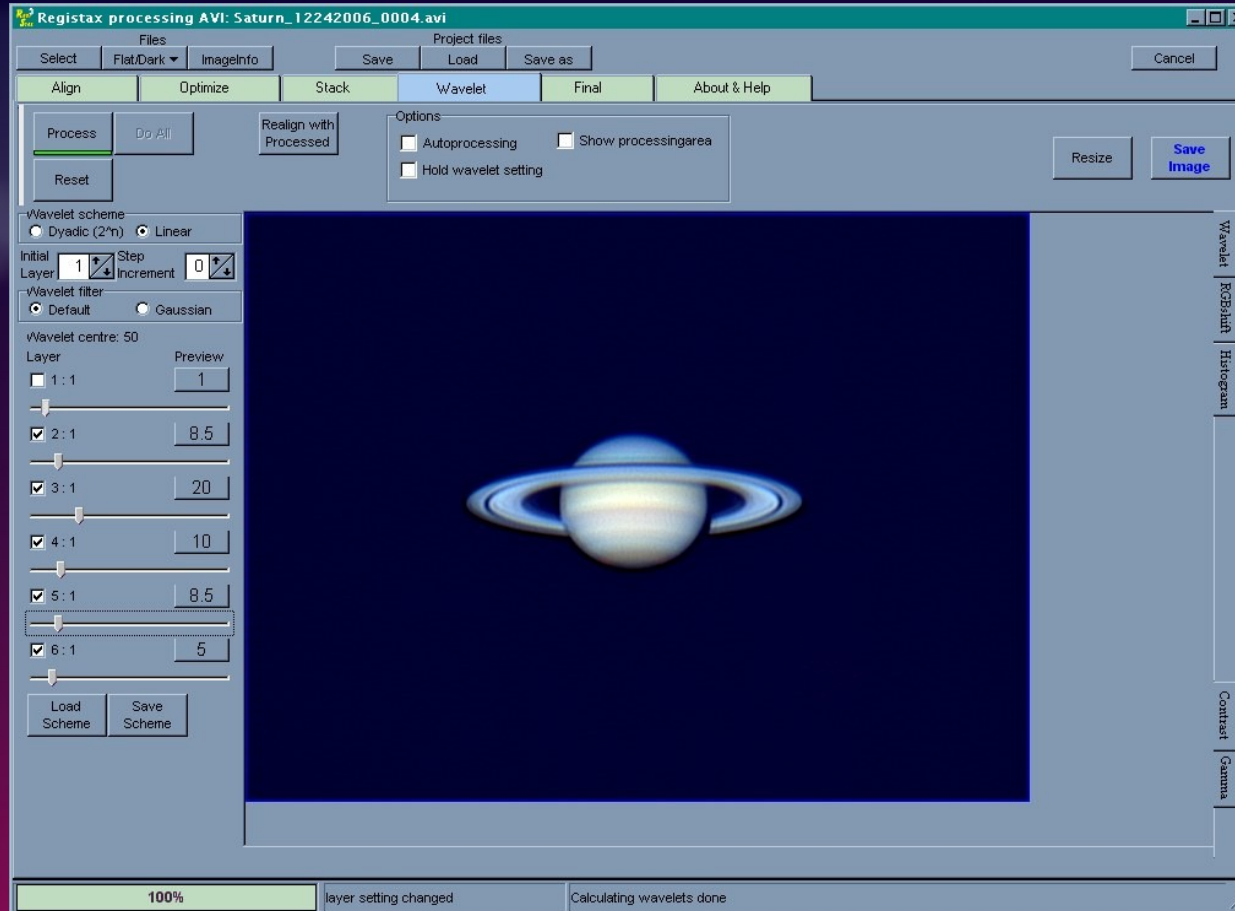 Registax processing AVI: Saturn_12242006_0004.avi
Files
Project files
Select Flat/Dark ImageInfo Save Load Save as Cancel
Align Optimize Stack Wavelet Final About & Help
Process Do All
Realign with
Processed
Reset
Options
Autoprocessing Show processingarea
Hold wavelet setting
Resize
Save
Image
Wavelet scheme
Dyadic (2^n) Linear
Initial
Layer 1
Step
Increment 0
Wavelet filter
Default Gaussian
Wavelet centre: 50
Layer Preview
1 : 1 1
2 : 1 8.5
3 : 1 20
4 : 1 10
5 : 1 8.5
6 : 1 5
Load
Scheme
Save
Scheme
Wavelet
RGBshift
Histogram
Contrast
Gamma
100% layer setting changed Calculating wavelets done